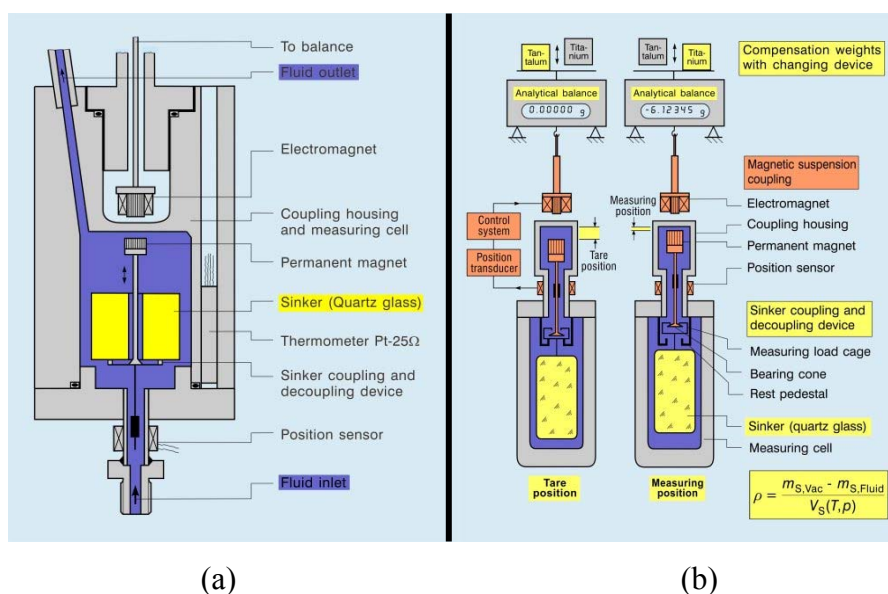 To balance
Fluid outlet
Electromagnet
Coupling housing
and measuring cell
Permanent magnet
Sinker (Quartz glass)
Thermometer Pt-25Ω
Sinker coupling and
decoupling device
Position sensor
Fluid inlet
(a)
Tan-
talum
Tita-
nium
Tan-
talum
Tita-
nium
Compensation weights
with changing device
Analytical balance
0.00000 g
Analytical balance
-6.12345 g
Magnetic suspension
coupling
Control
system
Position
transducer
Tare
position
Measuring
position
Electromagnet
Coupling housing
Permanent magnet
Position sensor
Sinker coupling and
decoupling device
Measuring load cage
Bearing cone
Rest pedestal
Sinker (quartz glass)
Measuring cell
Tare
position
Measuring
position
ρ = (m_S,Vac - m_S,Fluid) / V_S(T,p)
(b)